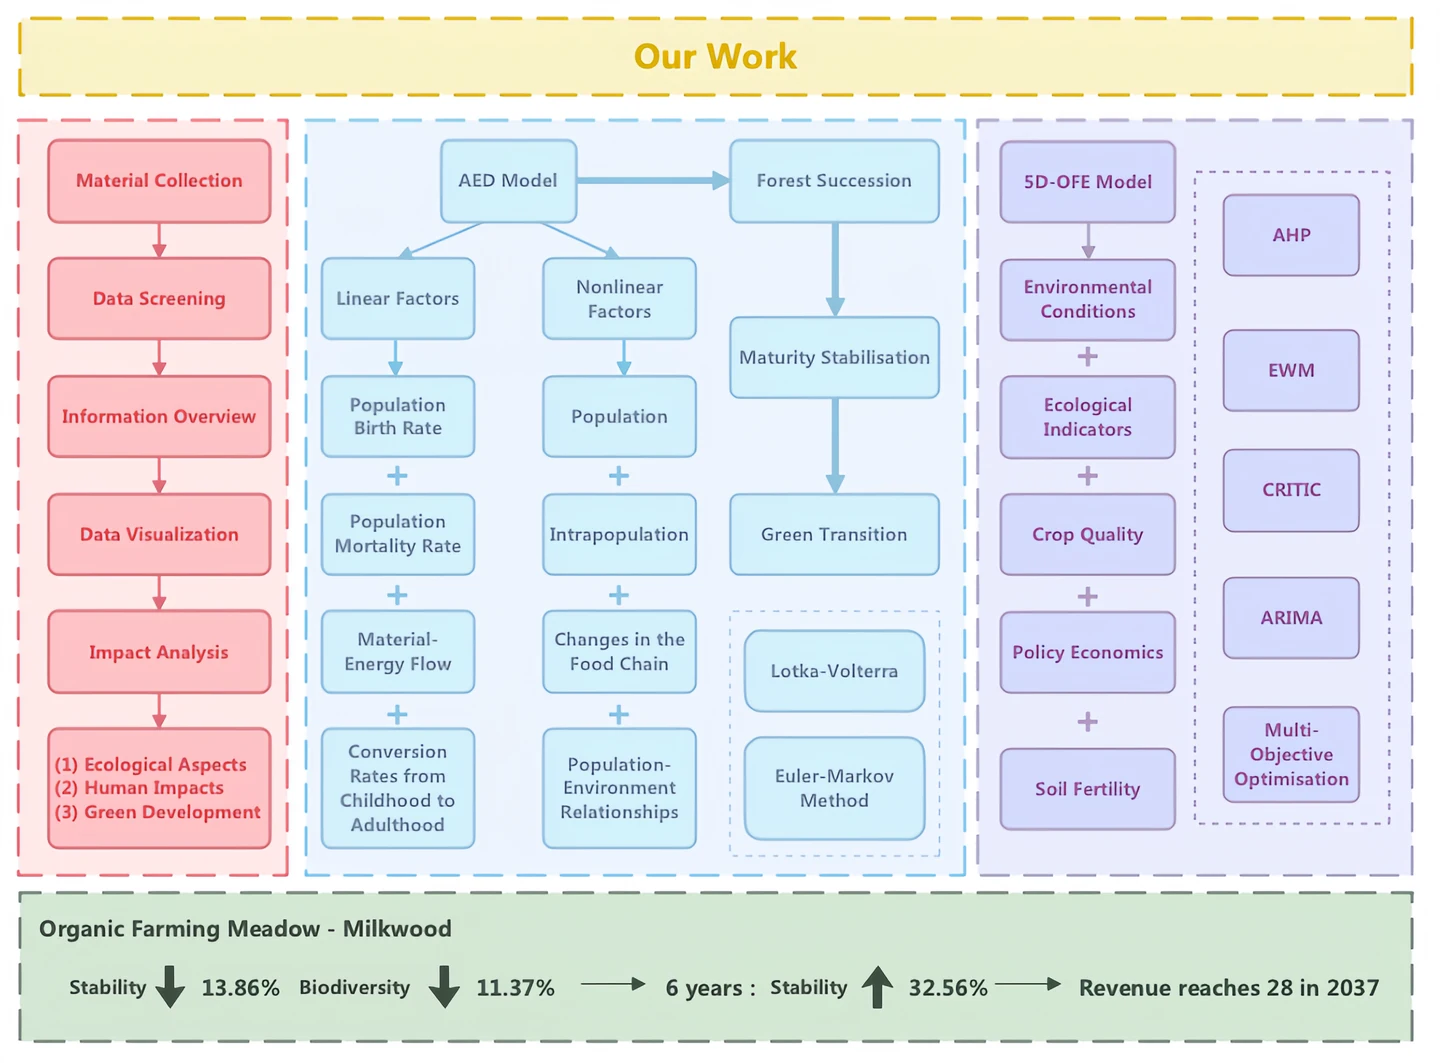 Our Work
Material Collection
Data Screening
Information Overview
Data Visualization
Impact Analysis
(1) Ecological Aspects
(2) Human Impacts
(3) Green Development
AED Model
Linear Factors
Population
Birth Rate
+
Population
Mortality Rate
+
Material-
Energy Flow
+
Conversion
Rates from
Childhood to
Adulthood
Nonlinear
Factors
Population
+
Intrapopulation
+
Changes in the
Food Chain
+
Population-
Environment
Relationships
Forest Succession
Maturity Stabilisation
Green Transition
Lotka-Volterra
Euler-Markov
Method
5D-OFE Model
Environmental
Conditions
+
Ecological
Indicators
+
Crop Quality
+
Policy Economics
+
Soil Fertility
AHP
EWM
CRITIC
ARIMA
Multi-
Objective
Optimisation
Organic Farming Meadow - Milkwood
Stability 13.86% Biodiversity 11.37% 6 years : Stability 32.56% Revenue reaches 28 in 2037